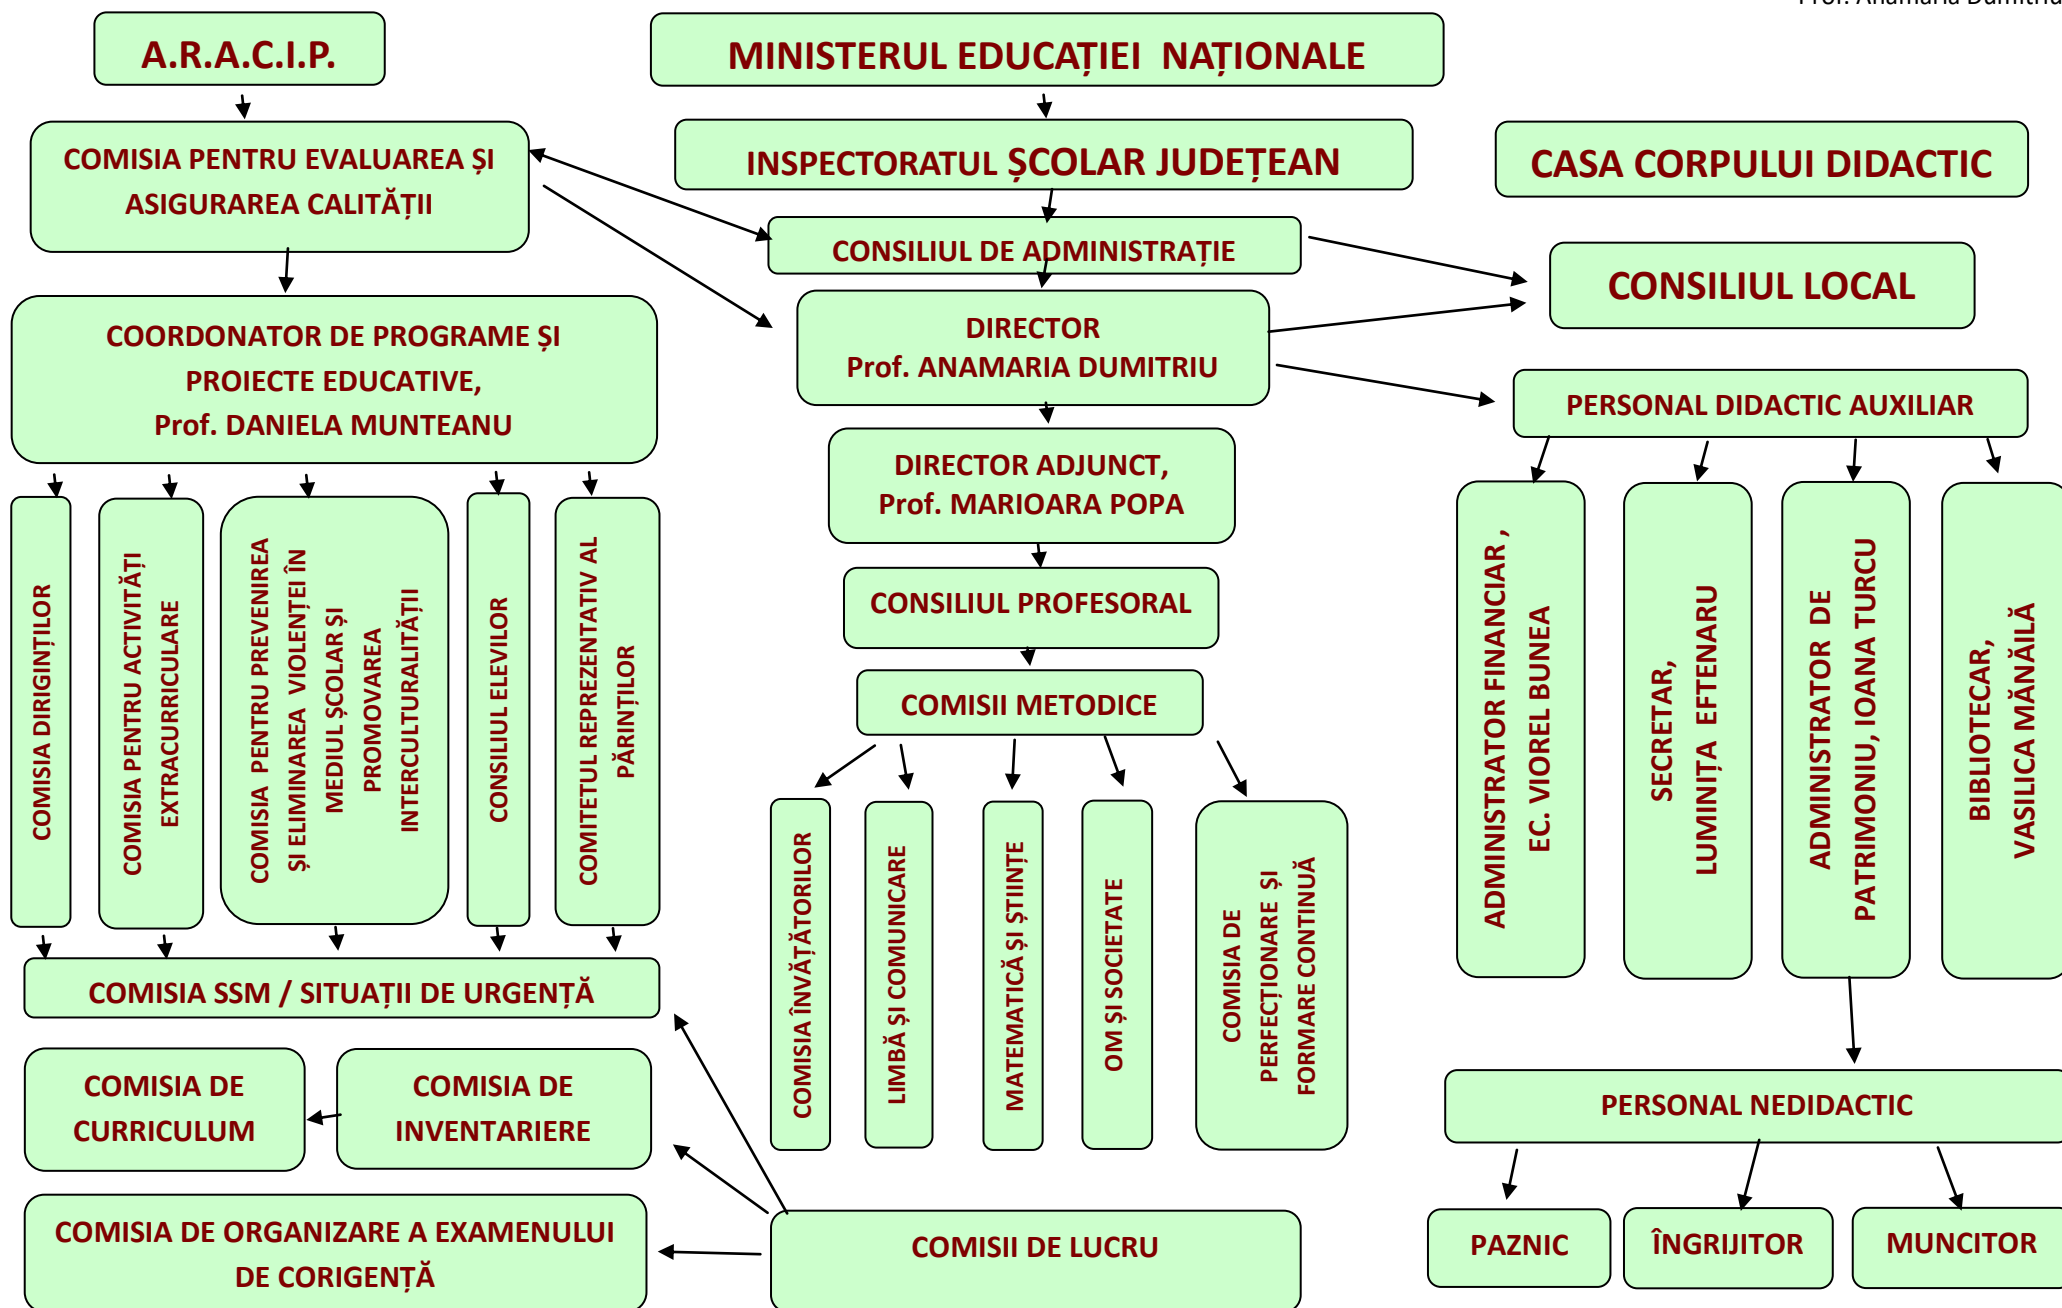 Prof. Anamaria Dumitriu
A.R.A.C.I.P.
MINISTERUL EDUCAȚIEI NAȚIONALE
COMISIA PENTRU EVALUAREA ȘI
ASIGURAREA CALITĂȚII
INSPECTORATUL ȘCOLAR JUDEȚEAN
CASA CORPULUI DIDACTIC
CONSILIUL DE ADMINISTRAȚIE
CONSILIUL LOCAL
COORDONATOR DE PROGRAME ȘI
PROIECTE EDUCATIVE,
Prof. DANIELA MUNTEANU
DIRECTOR
Prof. ANAMARIA DUMITRIU
PERSONAL DIDACTIC AUXILIAR
DIRECTOR ADJUNCT,
Prof. MARIOARA POPA
CONSILIUL PROFESORAL
COMISII METODICE
COMISIA DIRIGINȚILOR
COMISIA PENTRU ACTIVITĂȚI
EXTRACURRICULARE
COMISIA PENTRU PREVENIREA
ȘI ELIMINAREA VIOLENȚEI ÎN
MEDIUL ȘCOLAR ȘI
PROMOVAREA
INTERCULTURALITĂȚII
CONSILIUL ELEVILOR
COMITETUL REPREZENTATIV AL
PĂRINȚILOR
ADMINISTRATOR FINANCIAR ,
EC. VIOREL BUNEA
SECRETAR,
LUMINIȚA EFTENARU
ADMINISTRATOR DE
PATRIMONIU, IOANA TURCU
BIBLIOTECAR,
VASILICA MĂNĂILĂ
COMISIA ÎNVĂȚĂTORILOR
LIMBĂ ȘI COMUNICARE
MATEMATICĂ ȘI ȘTIINȚE
OM ȘI SOCIETATE
COMISIA DE
PERFECȚIONARE ȘI
FORMARE CONTINUĂ
COMISIA SSM / SITUAȚII DE URGENȚĂ
COMISIA DE
CURRICULUM
COMISIA DE
INVENTARIERE
PERSONAL NEDIDACTIC
COMISIA DE ORGANIZARE A EXAMENULUI
DE CORIGENȚĂ
COMISII DE LUCRU
PAZNIC
ÎNGRIJITOR
MUNCITOR